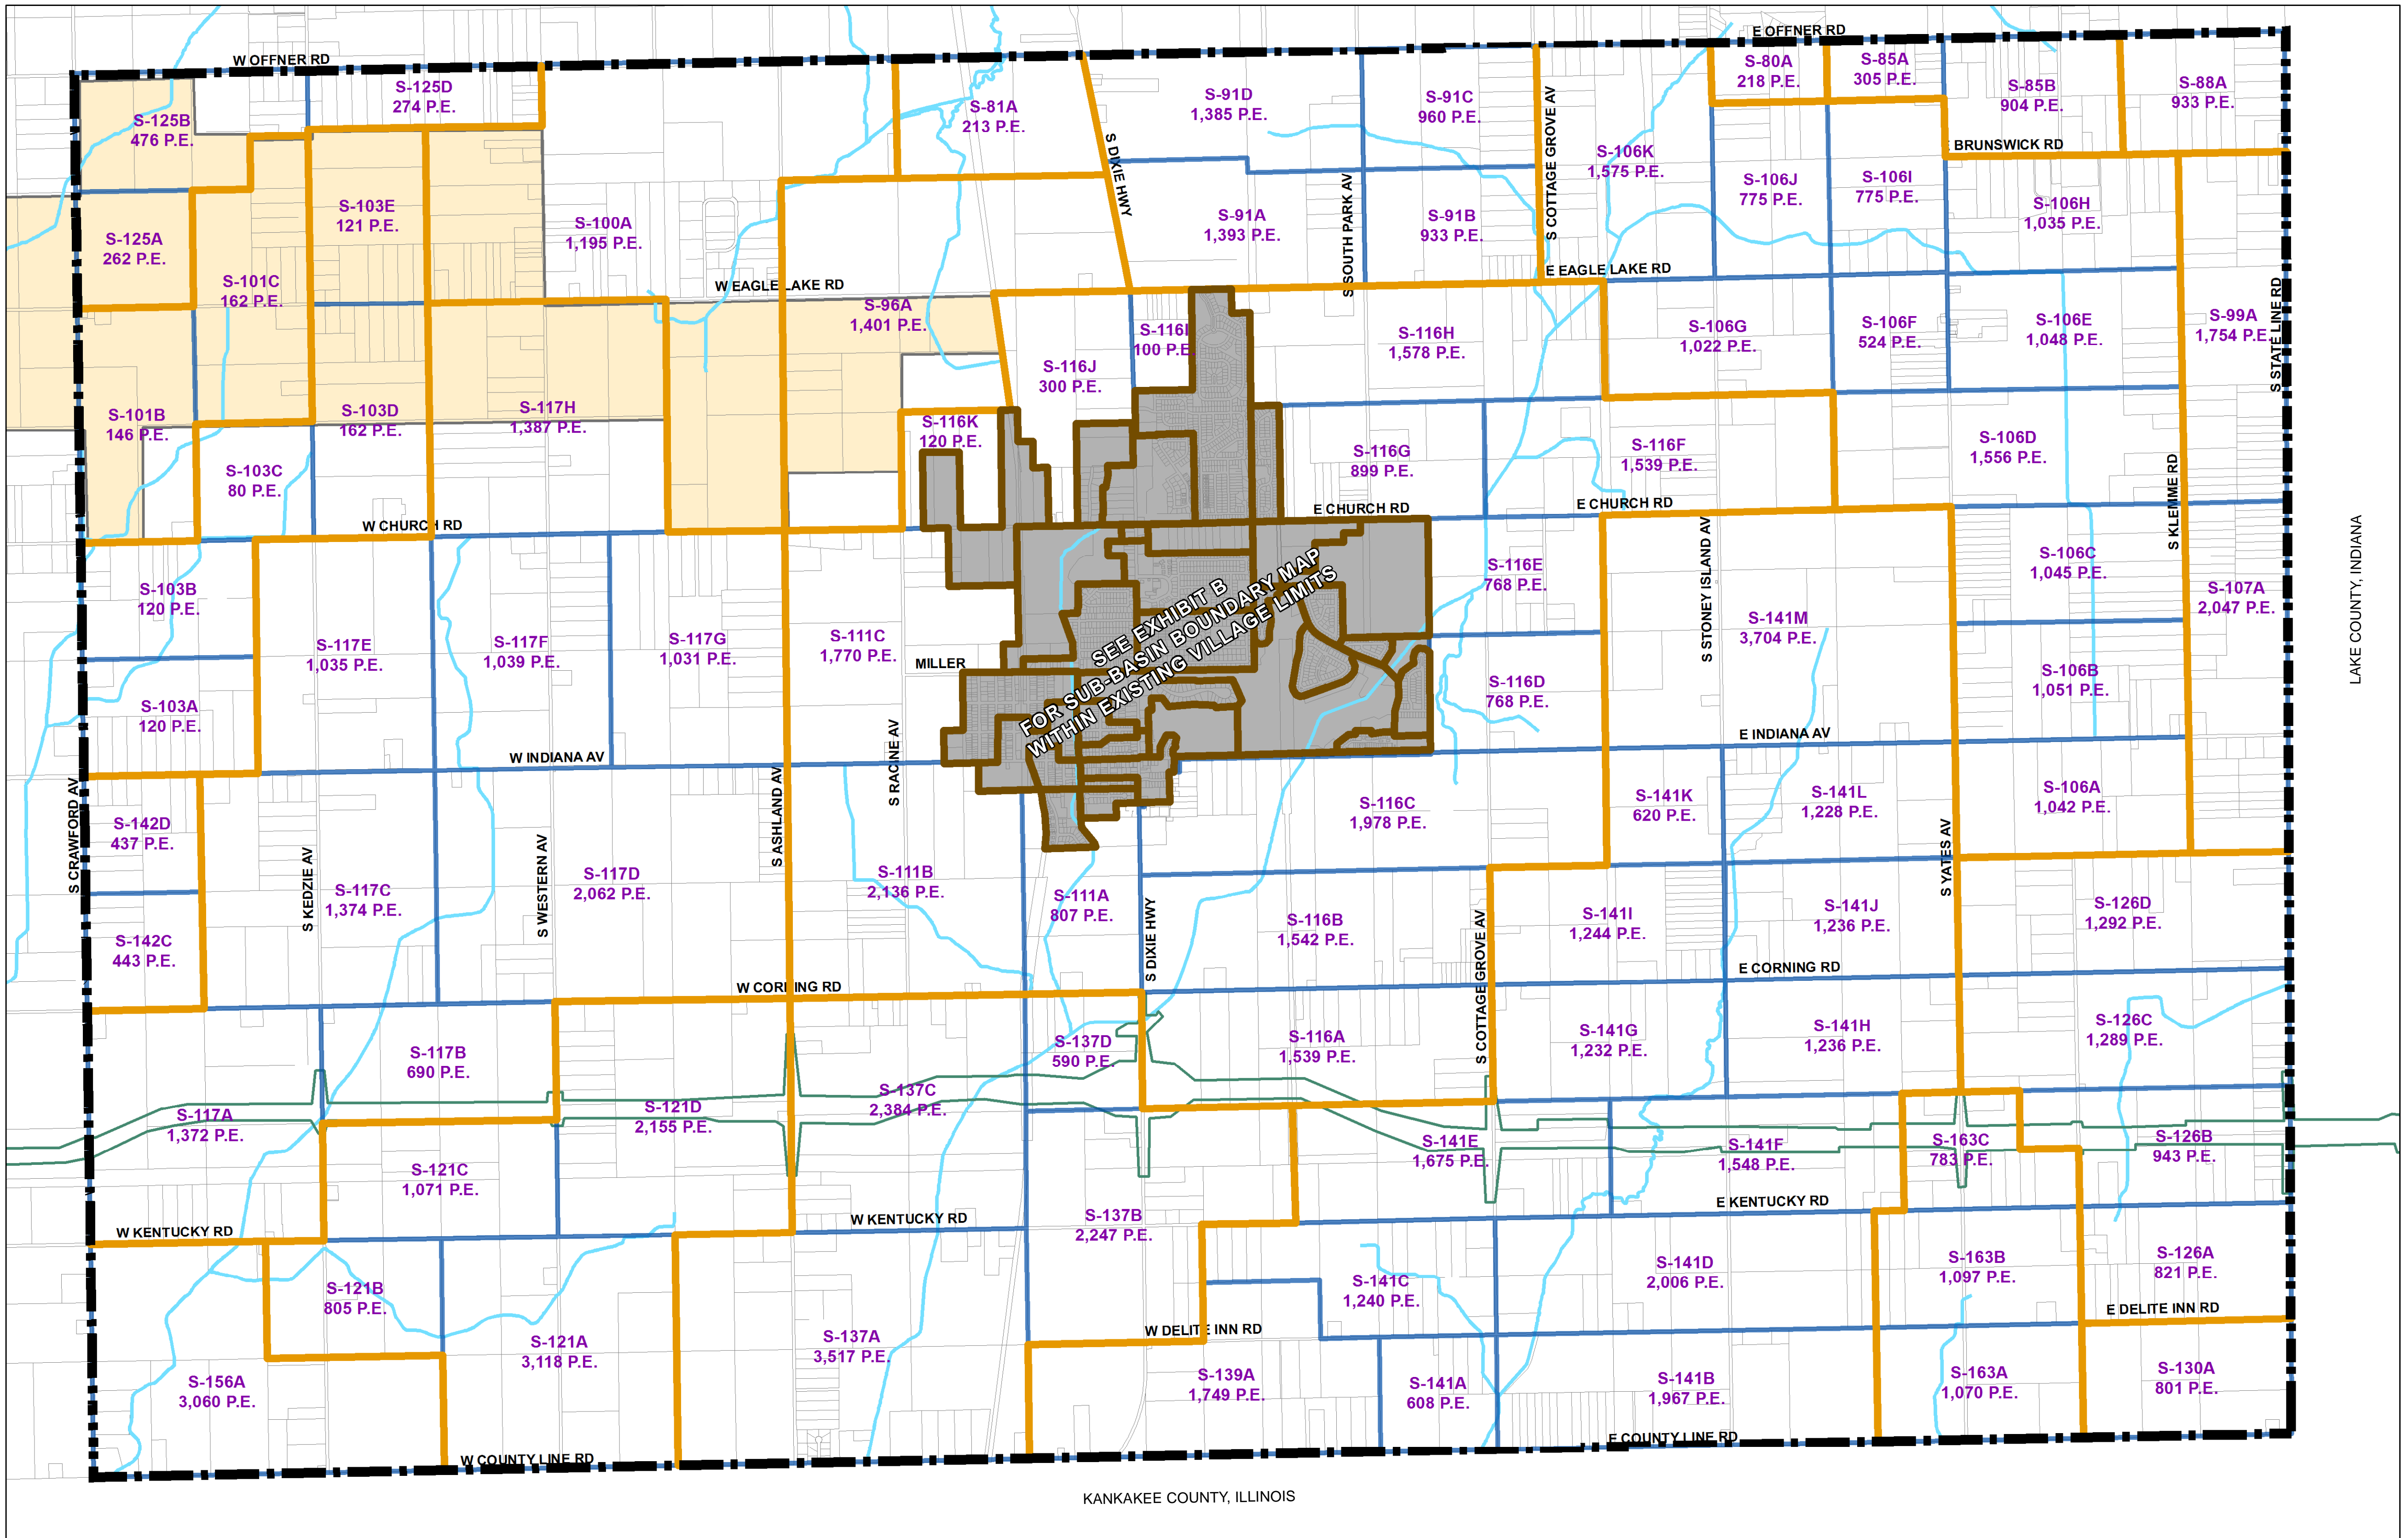 W OFFNER RD
E OFFNER RD
S-125D
274 P.E.
S-125B
476 P.E.
S-81A
213 P.E.
S DIXIE HWY
S-91D
1,385 P.E.
S-91C
960 P.E.
S COTTAGE GROVE AV
S-80A
218 P.E.
S-85A
305 P.E.
S-85B
904 P.E.
S-88A
933 P.E.
BRUNSWICK RD
S-106K
1,575 P.E.
S-106J
775 P.E.
S-106I
775 P.E.
S-106H
1,035 P.E.
S-125A
262 P.E.
S-103E
121 P.E.
S-101C
162 P.E.
S-100A
1,195 P.E.
S-91A
1,393 P.E.
S SOUTH PARK AV
S-91B
933 P.E.
W EAGLE LAKE RD
E EAGLE LAKE RD
S-96A
1,401 P.E.
S-116I
100 P.E.
S-116J
300 P.E.
S-116H
1,578 P.E.
S-106G
1,022 P.E.
S-106F
524 P.E.
S-106E
1,048 P.E.
S-99A
1,754 P.E.
S STATE LINE RD
S-101B
146 P.E.
S-103D
162 P.E.
S-117H
1,387 P.E.
S-116K
120 P.E.
S-103C
80 P.E.
S-116G
899 P.E.
S-116F
1,539 P.E.
S-106D
1,556 P.E.
S KLEMME RD
W CHURCH RD
E CHURCH RD
E CHURCH RD
S-103B
120 P.E.
S-117E
1,035 P.E.
S-117F
1,039 P.E.
S-117G
1,031 P.E.
S-111C
1,770 P.E.
MILLER
SEE EXHIBIT B
FOR SUB-BASIN BOUNDARY MAP
WITHIN EXISTING VILLAGE LIMITS
S-116E
768 P.E.
S STONEY ISLAND AV
S-141M
3,704 P.E.
S-106C
1,045 P.E.
S-107A
2,047 P.E.
LAKE COUNTY, INDIANA
S-103A
120 P.E.
S-116D
768 P.E.
S-106B
1,051 P.E.
W INDIANA AV
E INDIANA AV
S CRAWFORD AV
S-142D
437 P.E.
S KEDZIE AV
S-117C
1,374 P.E.
S WESTERN AV
S-117D
2,062 P.E.
S ASHLAND AV
S RACINE AV
S-111B
2,136 P.E.
S-111A
807 P.E.
S DIXIE HWY
S-116C
1,978 P.E.
S-141K
620 P.E.
S-141L
1,228 P.E.
S YATES AV
S-106A
1,042 P.E.
S-142C
443 P.E.
S-116B
1,542 P.E.
S COTTAGE GROVE AV
S-141I
1,244 P.E.
S-141J
1,236 P.E.
S-126D
1,292 P.E.
W CORNING RD
E CORNING RD
S-117B
690 P.E.
S-137D
590 P.E.
S-116A
1,539 P.E.
S-141G
1,232 P.E.
S-141H
1,236 P.E.
S-126C
1,289 P.E.
S-117A
1,372 P.E.
S-121D
2,155 P.E.
S-137C
2,384 P.E.
S-141E
1,675 P.E.
S-141F
1,548 P.E.
S-163C
783 P.E.
S-126B
943 P.E.
S-121C
1,071 P.E.
W KENTUCKY RD
W KENTUCKY RD
E KENTUCKY RD
S-137B
2,247 P.E.
S-121B
805 P.E.
S-141C
1,240 P.E.
S-141D
2,006 P.E.
S-163B
1,097 P.E.
S-126A
821 P.E.
W DELITE INN RD
E DELITE INN RD
S-156A
3,060 P.E.
S-121A
3,118 P.E.
S-137A
3,517 P.E.
S-139A
1,749 P.E.
S-141A
608 P.E.
S-141B
1,967 P.E.
S-163A
1,070 P.E.
S-130A
801 P.E.
W COUNTY LINE RD
E COUNTY LINE RD
KANKAKEE COUNTY, ILLINOIS